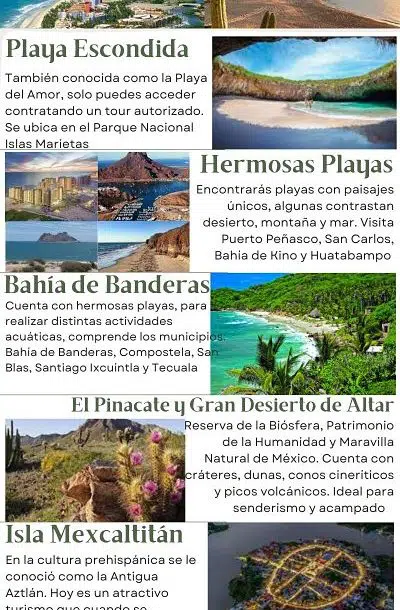 Playa Escondida
También conocida como la Playa
del Amor, solo puedes acceder
contratando un tour autorizado.
Se ubica en el Parque Nacional
Islas Marietas
Hermosas Playas
Encontrarás playas con paisajes
únicos, algunas contrastan
desierto, montaña y mar. Visita
Puerto Peñasco, San Carlos,
Bahia de Kino y Huatabampo
Bahía de Banderas
Cuenta con hermosas playas, para
realizar distintas actividades
acuáticas, comprende los municipios
Bahía de Banderas, Compostela, San
Blas, Santiago Ixcuintla y Tecuala
El Pinacate y Gran Desierto de Altar
Reserva de la Biósfera, Patrimonio
de la Humanidad y Maravilla
Natural de México. Cuenta con
cráteres, dunas, conos cineríticos
y picos volcánicos. Ideal para
senderismo y acampado
Isla Mexcaltitán
En la cultura prehispánica se le
conoció como la Antigua
Aztlán. Hoy es un atractivo
turismo que cuando se